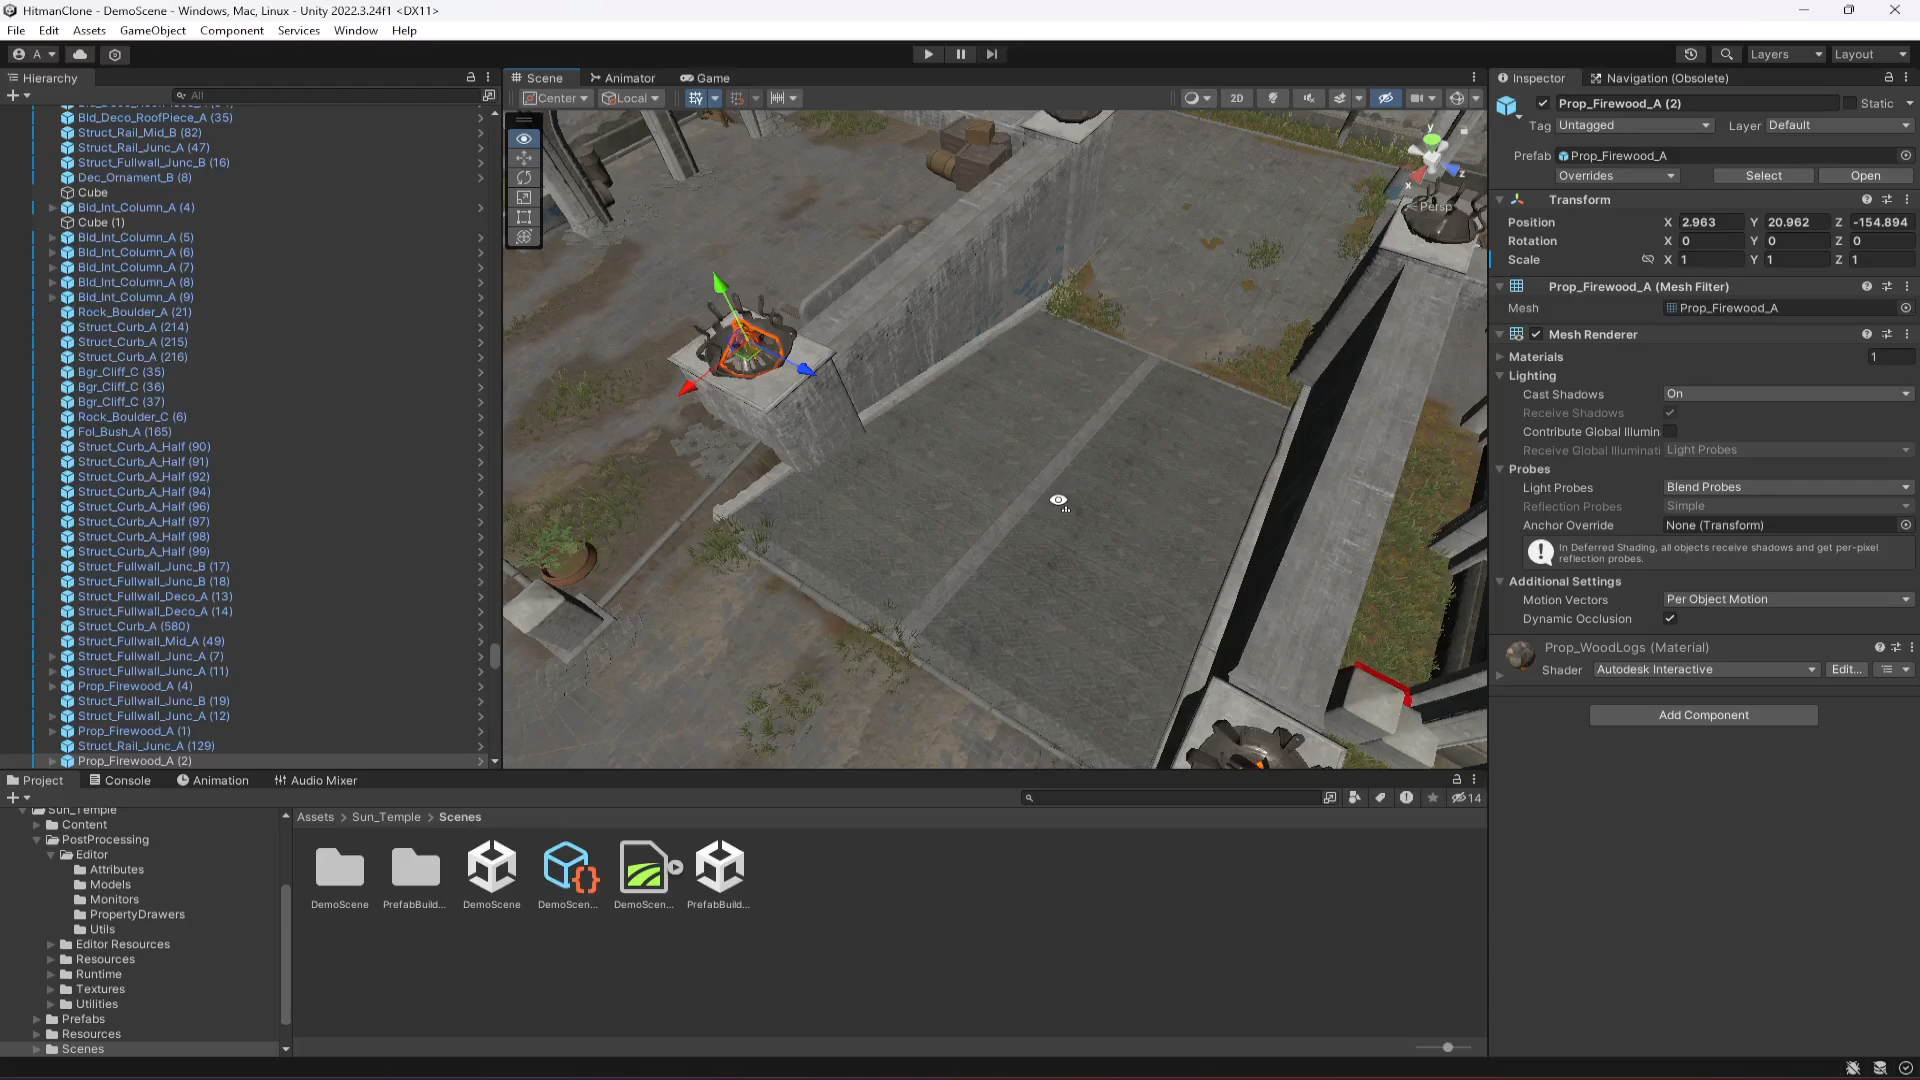 HitmanClone - DemoScene - Windows, Mac, Linux - Unity 2022.3.24f1 <DX11>
File Edit Assets GameObject Component Services Window Help
A
Layers Layout
Hierarchy
All
Bld_Deco_RoofPiece_A (35)
Struct_Rail_Mid_B (82)
Struct_Rail_Junc_A (47)
Struct_Fullwall_Junc_B (16)
Dec_Ornament_B (8)
Cube
Bld_Int_Column_A (4)
Cube (1)
Bld_Int_Column_A (5)
Bld_Int_Column_A (6)
Bld_Int_Column_A (7)
Bld_Int_Column_A (8)
Bld_Int_Column_A (9)
Rock_Boulder_A (21)
Struct_Curb_A (214)
Struct_Curb_A (215)
Struct_Curb_A (216)
Bgr_Cliff_C (35)
Bgr_Cliff_C (36)
Bgr_Cliff_C (37)
Rock_Boulder_C (6)
Fol_Bush_A (165)
Struct_Curb_A_Half (90)
Struct_Curb_A_Half (91)
Struct_Curb_A_Half (92)
Struct_Curb_A_Half (94)
Struct_Curb_A_Half (96)
Struct_Curb_A_Half (97)
Struct_Curb_A_Half (98)
Struct_Curb_A_Half (99)
Struct_Fullwall_Junc_B (17)
Struct_Fullwall_Junc_B (18)
Struct_Fullwall_Deco_A (13)
Struct_Fullwall_Deco_A (14)
Struct_Curb_A (580)
Struct_Fullwall_Mid_A (49)
Struct_Fullwall_Junc_A (7)
Struct_Fullwall_Junc_A (11)
Prop_Firewood_A (4)
Struct_Fullwall_Junc_B (19)
Struct_Fullwall_Junc_A (12)
Prop_Firewood_A (1)
Struct_Rail_Junc_A (129)
Prop_Firewood_A (2)
Scene Animator Game
Center Local
2D
y
x
z
Persp
Inspector Navigation (Obsolete)
Prop_Firewood_A (2) Static
Tag Untagged Layer Default
Prefab Prop_Firewood_A
Overrides Select Open
Transform
Position X 2.963 Y 20.962 Z -154.894
Rotation X 0 Y 0 Z 0
Scale X 1 Y 1 Z 1
Prop_Firewood_A (Mesh Filter)
Mesh Prop_Firewood_A
Mesh Renderer
Materials 1
Lighting
Cast Shadows On
Receive Shadows
Contribute Global Illumin
Receive Global Illuminati Light Probes
Probes
Light Probes Blend Probes
Reflection Probes Simple
Anchor Override None (Transform)
In Deferred Shading, all objects receive shadows and get per-pixel
reflection probes.
Additional Settings
Motion Vectors Per Object Motion
Dynamic Occlusion
Prop_WoodLogs (Material)
Shader Autodesk Interactive Edit...
Add Component
Project Console Animation Audio Mixer
14
Sun_Temple
Content
PostProcessing
Editor
Attributes
Models
Monitors
PropertyDrawers
Utils
Editor Resources
Resources
Runtime
Textures
Utilities
Prefabs
Resources
Scenes
Assets > Sun_Temple > Scenes
DemoScene PrefabBuild... DemoScene DemoScen... DemoScen... PrefabBuild...